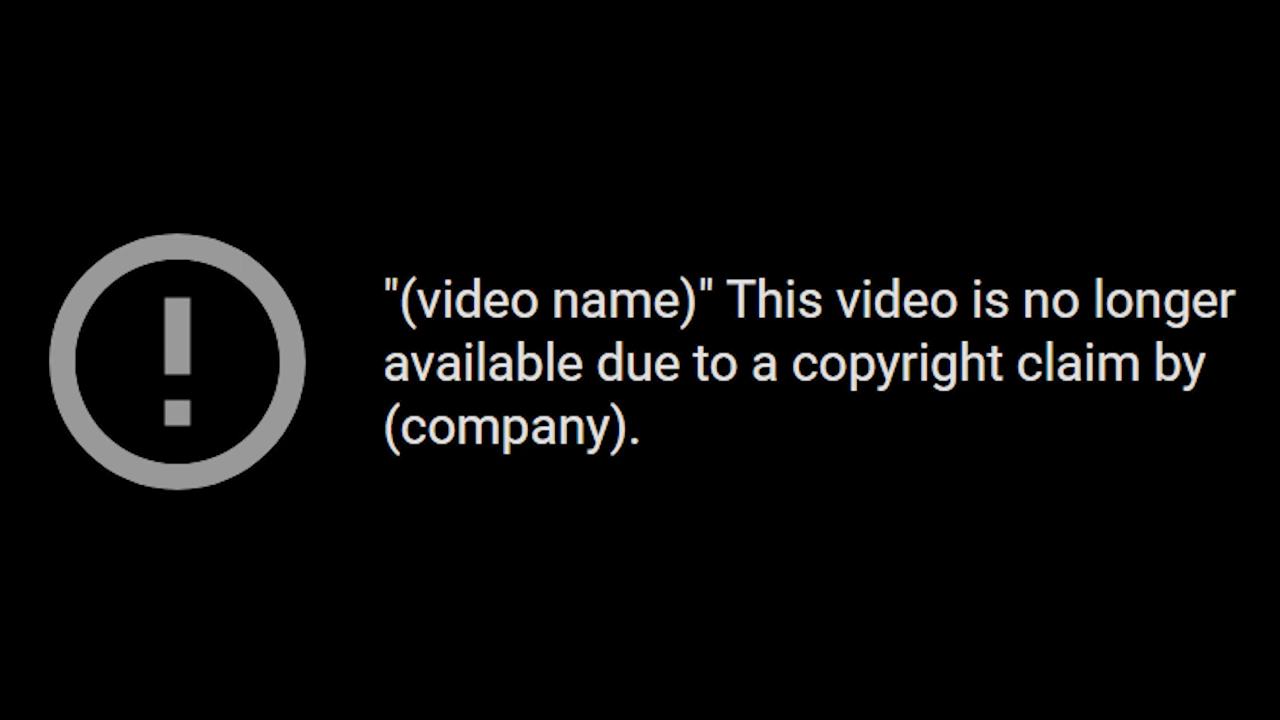 "(video name)" This video is no longer
available due to a copyright claim by
(company).